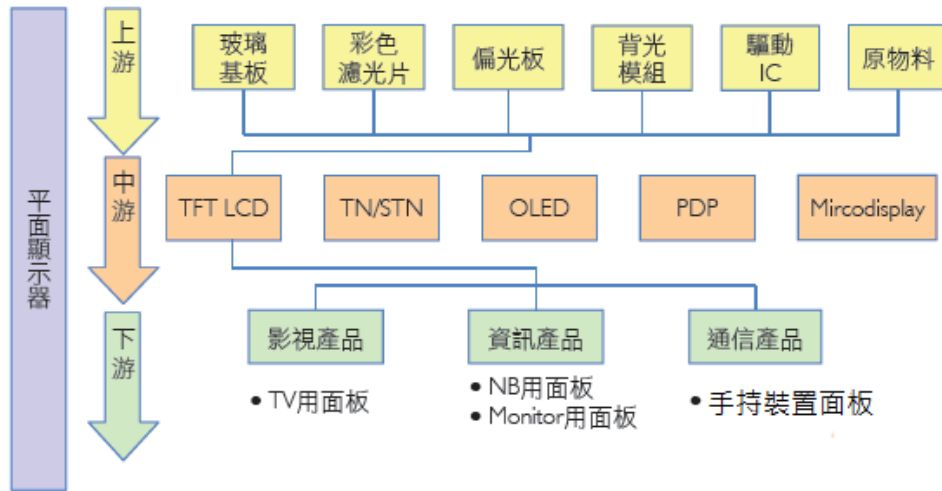 平面顯示器
上游
玻璃
基板
彩色
濾光片
偏光板
背光
模組
驅動
IC
原物料
中游
TFT LCD
TN/STN
OLED
PDP
Mircodisplay
下游
影視產品
資訊產品
通信產品
• TV用面板
• NB用面板
• Monitor用面板
• 手持裝置面板